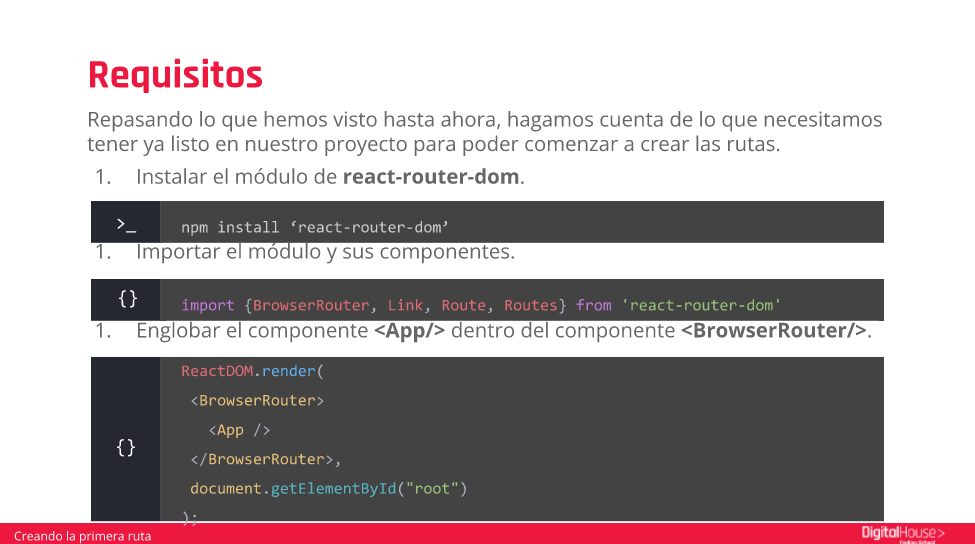 Requisitos
Repasando lo que hemos visto hasta ahora, hagamos cuenta de lo que necesitamos
tener ya listo en nuestro proyecto para poder comenzar a crear las rutas.
1. Instalar el módulo de react-router-dom.
>_ npm install ‘react-router-dom’
1. Importar el módulo y sus componentes.
{} import {BrowserRouter, Link, Route, Routes} from 'react-router-dom'
1. Englobar el componente <App/> dentro del componente <BrowserRouter/>.
ReactDOM.render(
<BrowserRouter>
<App />
{}
</BrowserRouter>,
document.getElementById("root")
);
Creando la primera ruta
DigitalHouse>
Coding School